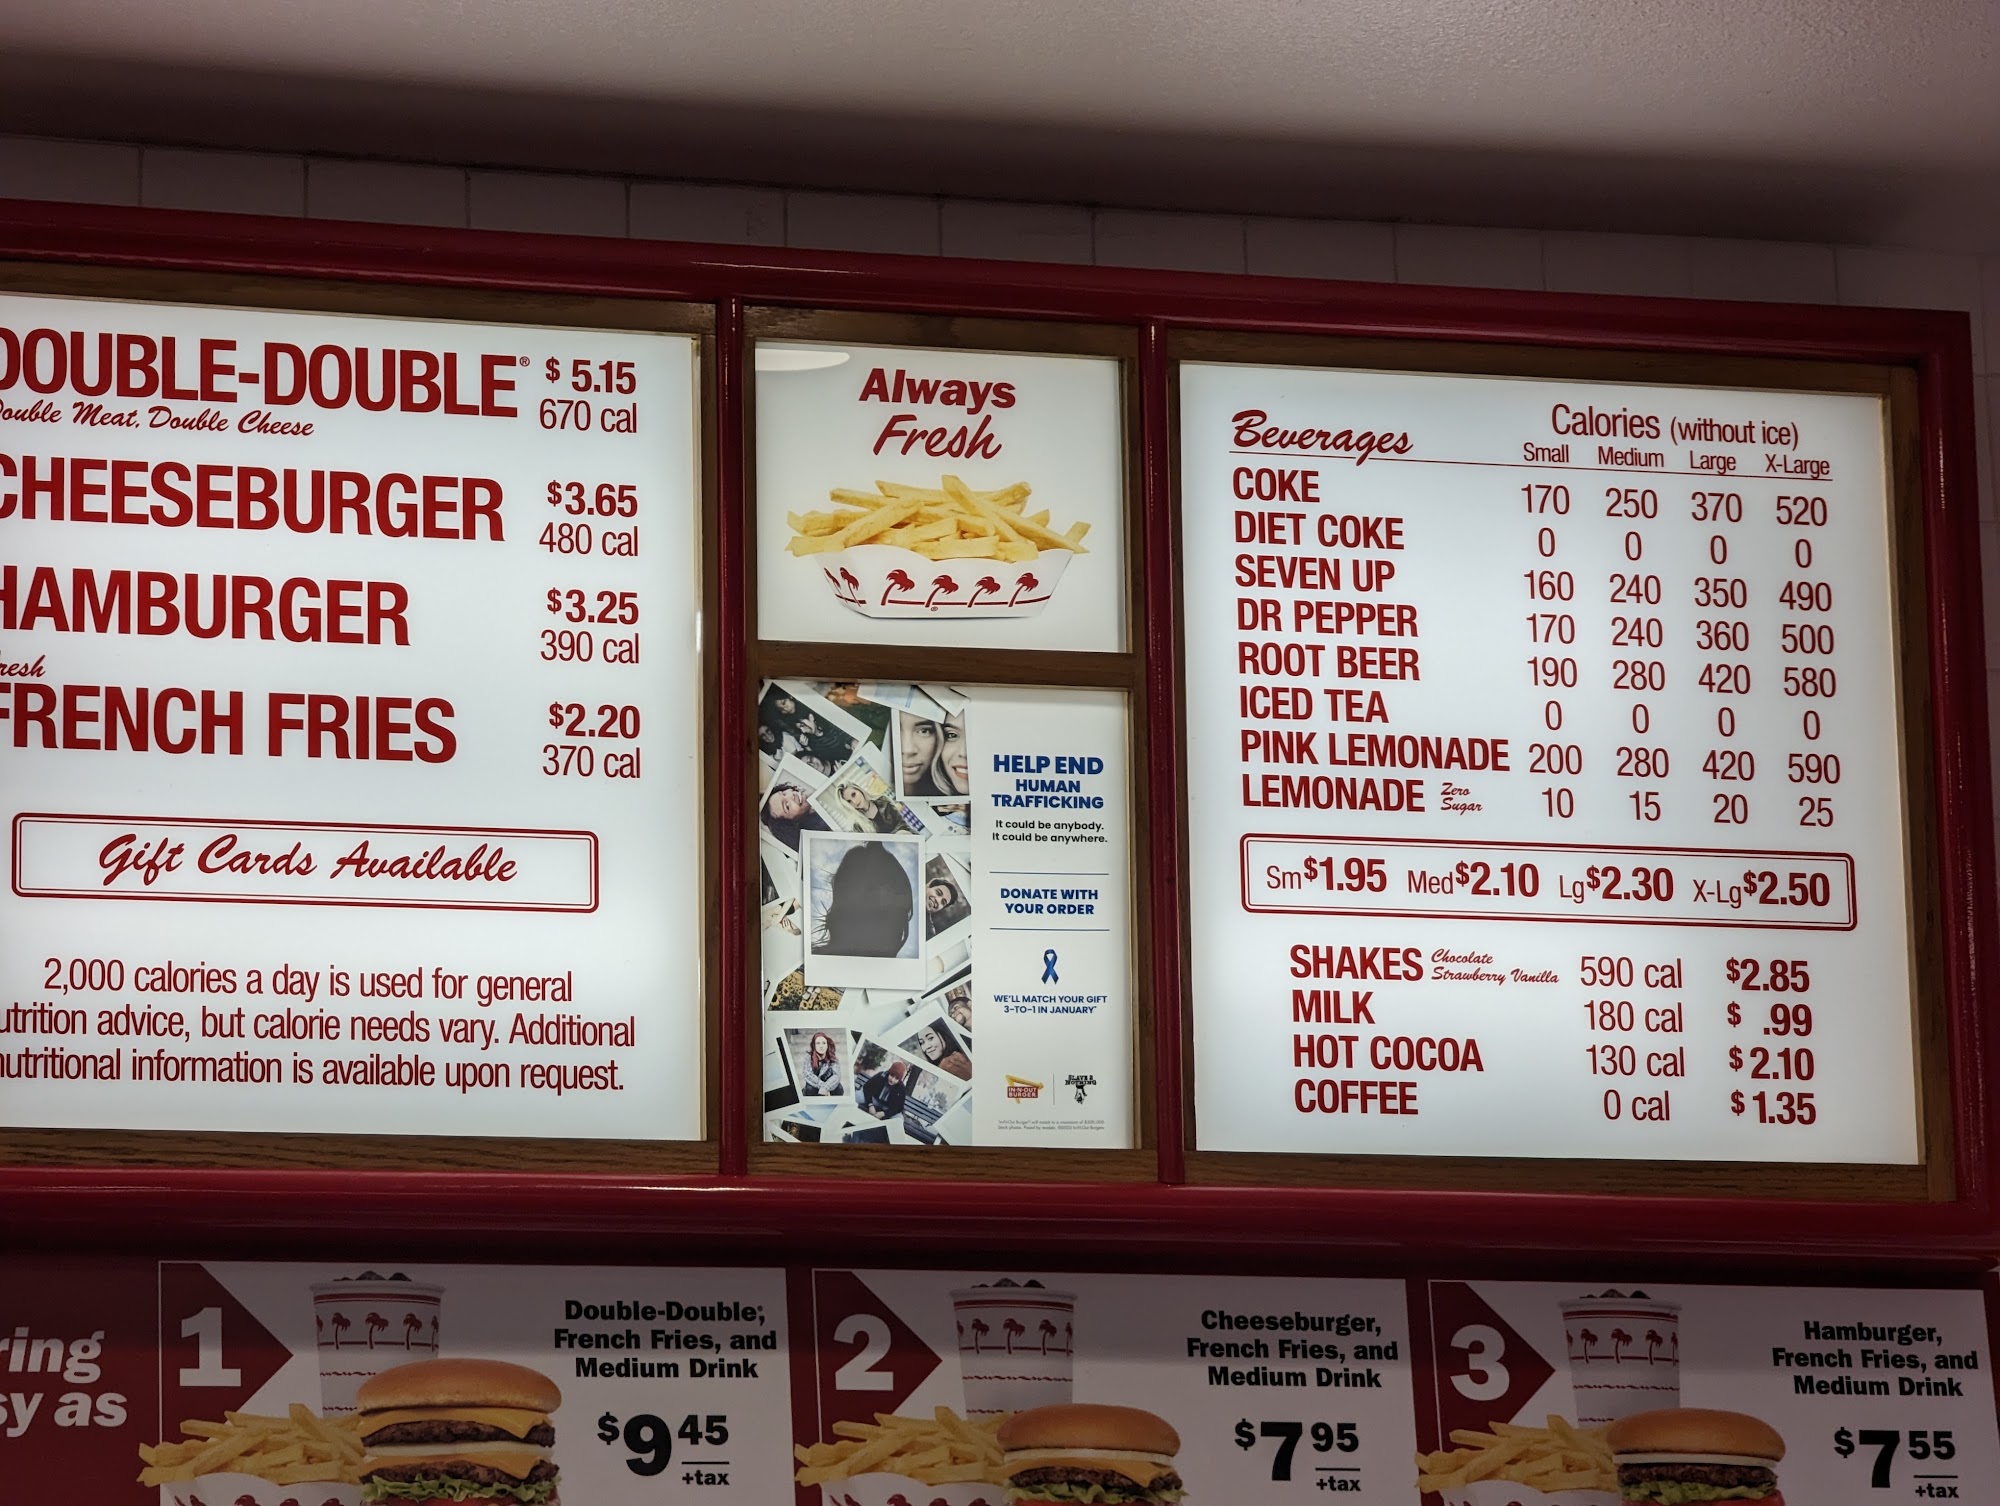 DOUBLE-DOUBLE® $5.15
Double Meat, Double Cheese 670 cal
CHEESEBURGER $3.65
480 cal
HAMBURGER $3.25
390 cal
resh
FRENCH FRIES $2.20
370 cal
Gift Cards Available
2,000 calories a day is used for general
utrition advice, but calorie needs vary. Additional
nutritional information is available upon request.
Always
Fresh
HELP END
HUMAN
TRAFFICKING
It could be anybody.
It could be anywhere.
DONATE WITH
YOUR ORDER
WE'LL MATCH YOUR GIFT
3-TO-1 IN JANUARY*
IN-N-OUT
BURGER
SLAVE 2
NOTHING
Beverages Calories (without ice)
Small Medium Large X-Large
COKE 170 250 370 520
DIET COKE 0 0 0 0
SEVEN UP 160 240 350 490
DR PEPPER 170 240 360 500
ROOT BEER 190 280 420 580
ICED TEA 0 0 0 0
PINK LEMONADE 200 280 420 590
LEMONADE Zero Sugar 10 15 20 25
Sm $1.95 Med $2.10 Lg $2.30 X-Lg $2.50
SHAKES Chocolate Strawberry Vanilla 590 cal $2.85
MILK 180 cal $ .99
HOT COCOA 130 cal $2.10
COFFEE 0 cal $1.35
ring
sy as
1
Double-Double,®
French Fries, and
Medium Drink
$9.45
+tax
2
Cheeseburger,
French Fries, and
Medium Drink
$7.95
+tax
3
Hamburger,
French Fries, and
Medium Drink
$7.55
+tax